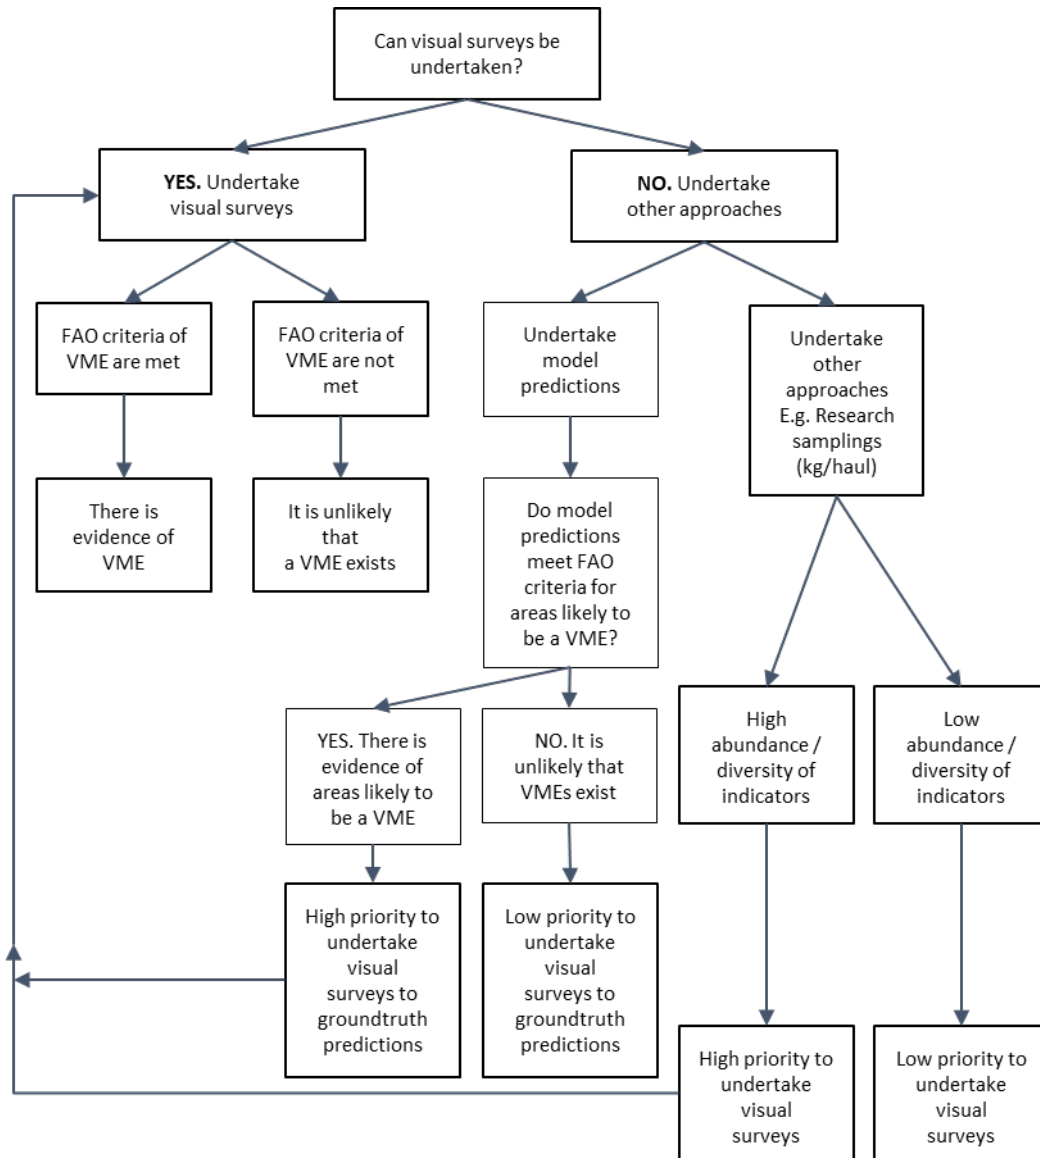 Can visual surveys be
undertaken?
YES. Undertake
visual surveys
NO. Undertake
other approaches
FAO criteria of
VME are met
FAO criteria of
VME are not
met
Undertake
model
predictions
Undertake
other
approaches
E.g. Research
samplings
(kg/haul)
There is
evidence of
VME
It is unlikely
that
a VME exists
Do model
predictions
meet FAO
criteria for
areas likely to
be a VME?
YES. There is
evidence of
areas likely to
be a VME
NO. It is
unlikely that
VMEs exist
High
abundance /
diversity of
indicators
Low
abundance /
diversity of
indicators
High priority to
undertake
visual
surveys to
groundtruth
predictions
Low priority to
undertake
visual
surveys to
groundtruth
predictions
High priority to
undertake
visual
surveys
Low priority to
undertake
visual
surveys